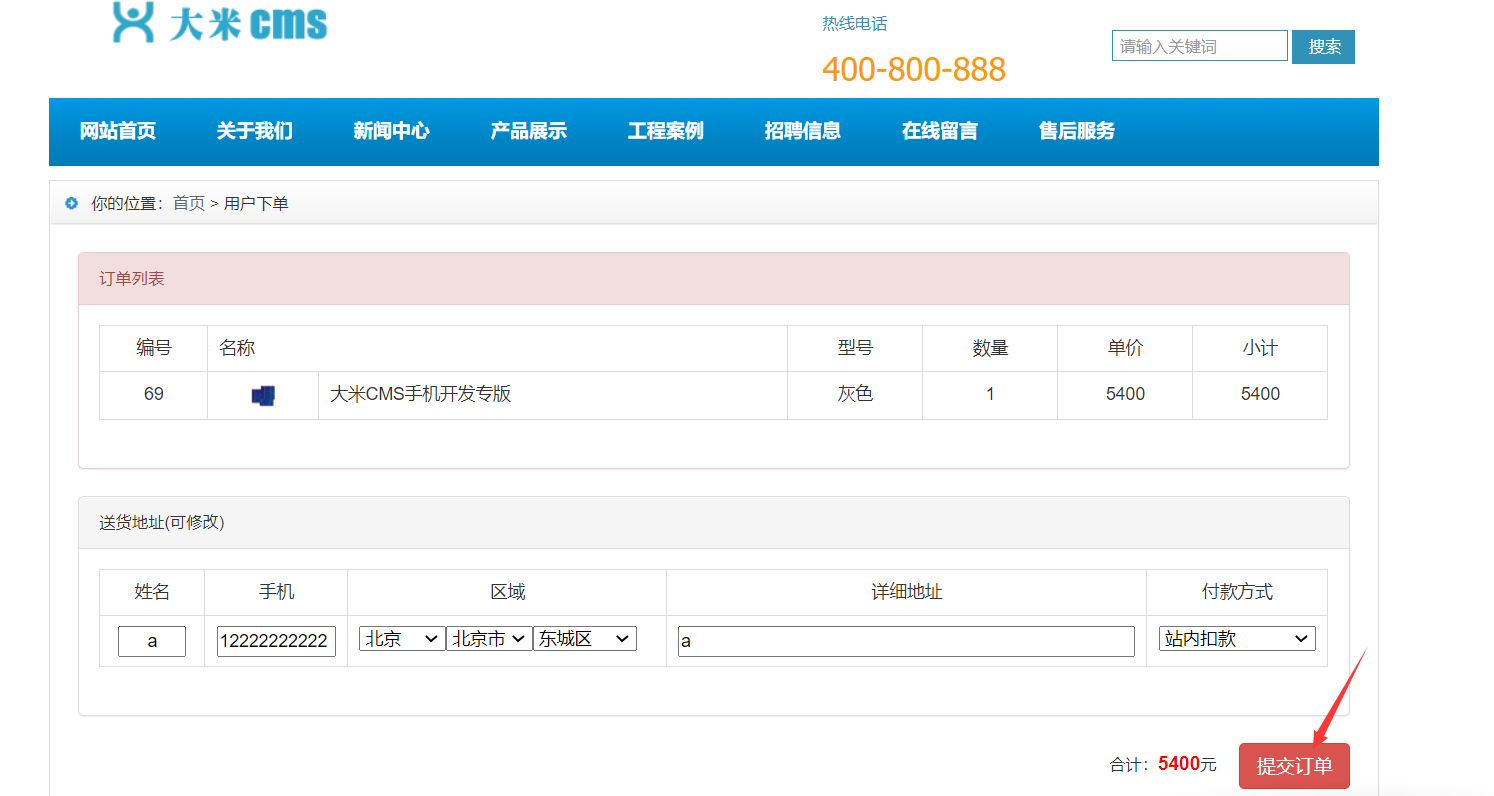 大米cms
热线电话
400-800-888
请输入关键词 搜索
网站首页 关于我们 新闻中心 产品展示 工程案例 招聘信息 在线留言 售后服务
你的位置：首页 > 用户下单
订单列表
编号 名称 型号 数量 单价 小计
69 大米CMS手机开发专版 灰色 1 5400 5400
送货地址(可修改)
姓名 手机 区域 详细地址 付款方式
a 12222222222 北京 北京市 东城区 a 站内扣款
合计：5400元 提交订单